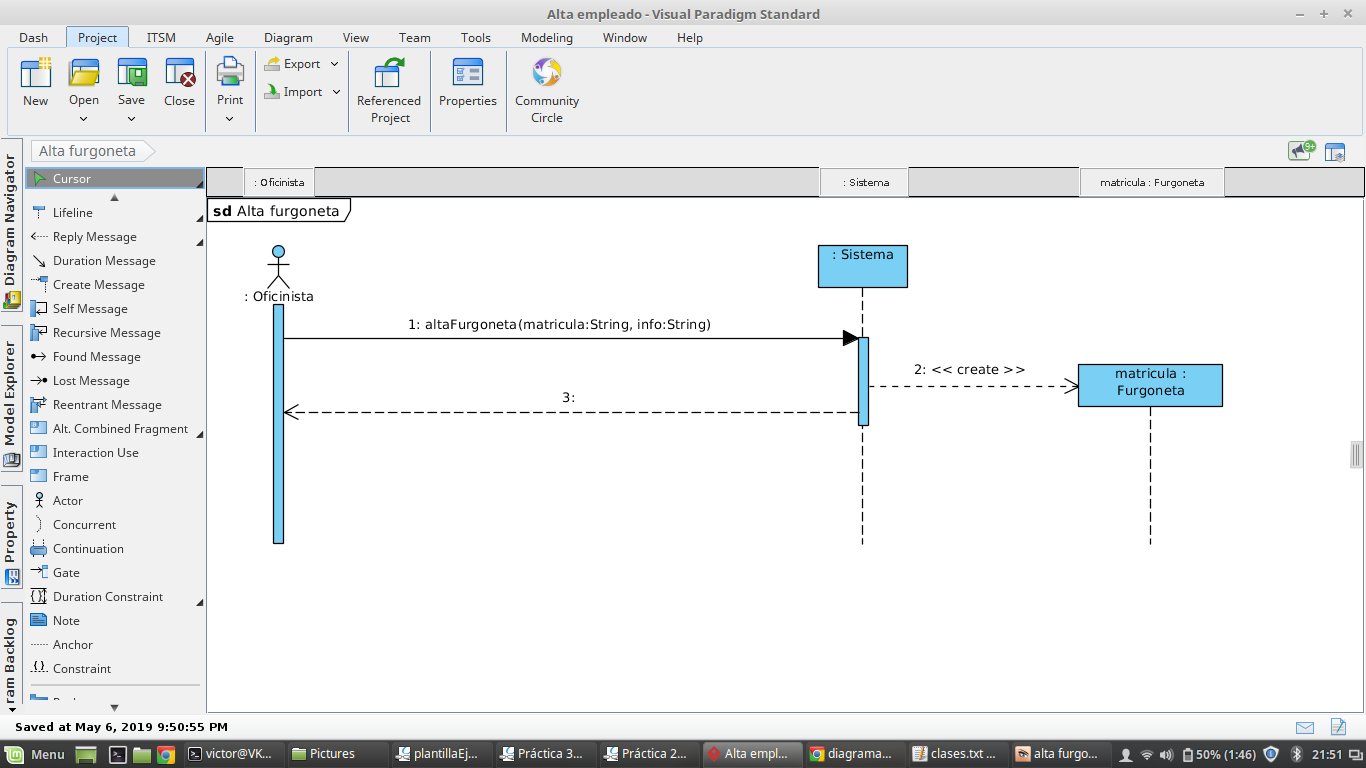 Alta empleado - Visual Paradigm Standard
Dash Project ITSM Agile Diagram View Team Tools Modeling Window Help
New Open Save Close Print Export Import Referenced Project Properties Community Circle
Alta furgoneta
9+
Diagram Navigator
Model Explorer
Property
ram Backlog
Cursor
Lifeline
Reply Message
Duration Message
Create Message
Self Message
Recursive Message
Found Message
Lost Message
Reentrant Message
Alt. Combined Fragment
Interaction Use
Frame
Actor
Concurrent
Continuation
Gate
Duration Constraint
Note
Anchor
Constraint
: Oficinista : Sistema matricula : Furgoneta
sd Alta furgoneta
: Oficinista
: Sistema
1: altaFurgoneta(matricula:String, info:String)
2: << create >>
matricula :
Furgoneta
3:
Saved at May 6, 2019 9:50:55 PM
Menu victor@VK... Pictures plantillaEj... Práctica 3... Práctica 2... Alta empl... diagrama... clases.txt ... alta furgo... 50% (1:46) 21:51